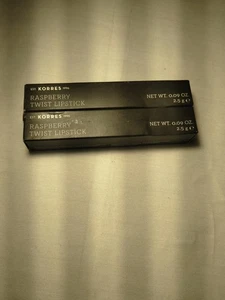 KORRES
RASPBERRY
TWIST LIPSTICK
NET WT. 0.09 OZ.
2.5 g e
KORRES
RASPBERRY
TWIST LIPSTICK
NET WT. 0.09 OZ.
2.5 g e